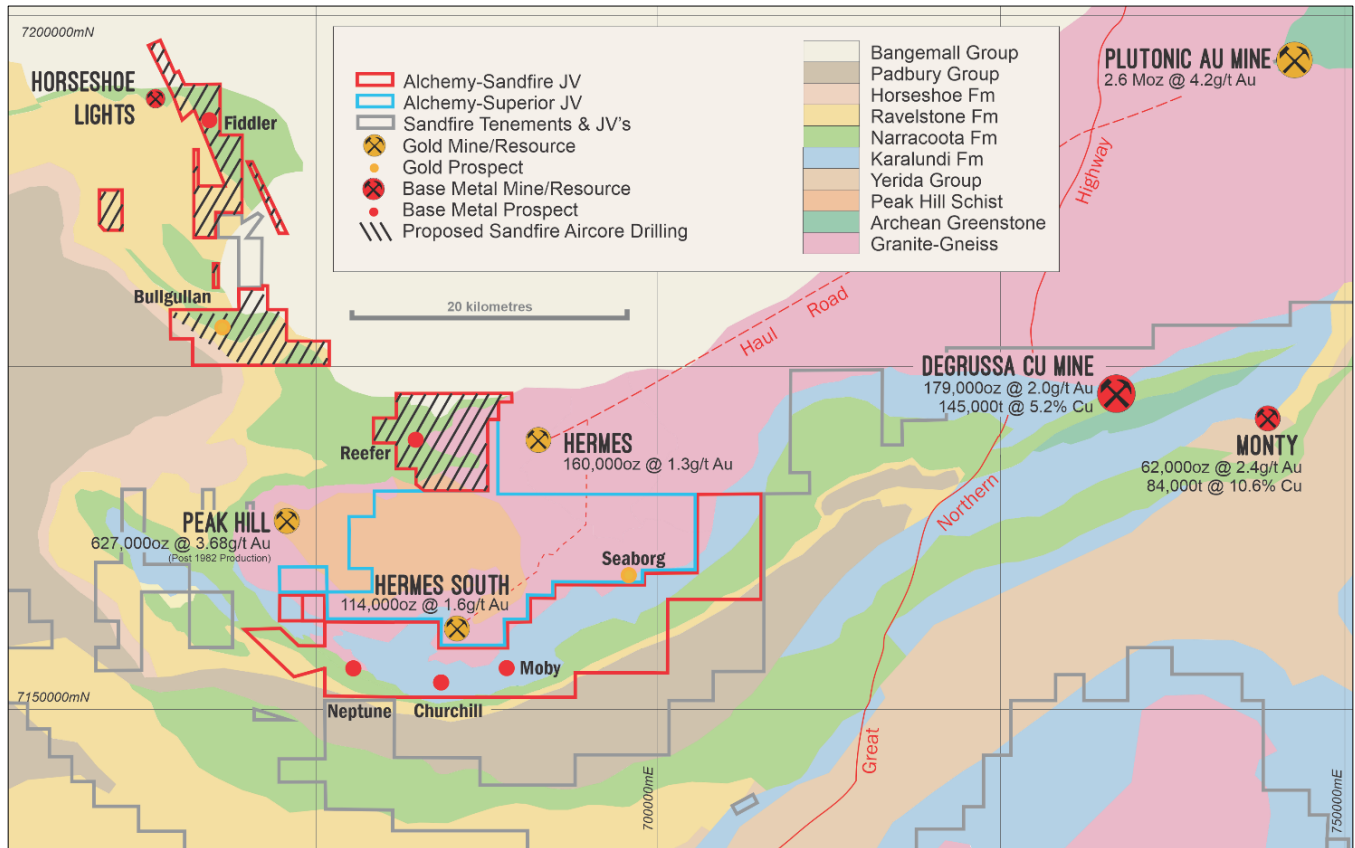 7200000mN
HORSESHOE
LIGHTS
Fiddler
Bullgullan
Alchemy-Sandfire JV
Alchemy-Superior JV
Sandfire Tenements & JV's
Gold Mine/Resource
Gold Prospect
Base Metal Mine/Resource
Base Metal Prospect
Proposed Sandfire Aircore Drilling
Bangemall Group
Padbury Group
Horseshoe Fm
Ravelstone Fm
Narracoota Fm
Karalundi Fm
Yerida Group
Peak Hill Schist
Archean Greenstone
Granite-Gneiss
PLUTONIC AU MINE
2.6 Moz @ 4.2g/t Au
20 kilometres
Haul Road
Great Northern Highway
DEGRUSSA CU MINE
179,000oz @ 2.0g/t Au
145,000t @ 5.2% Cu
MONTY
62,000oz @ 2.4g/t Au
84,000t @ 10.6% Cu
Reefer
HERMES
160,000oz @ 1.3g/t Au
PEAK HILL
627,000oz @ 3.68g/t Au
(Post 1982 Production)
HERMES SOUTH
114,000oz @ 1.6g/t Au
Seaborg
Moby
Neptune
Churchill
7150000mN
700000mE
750000mE